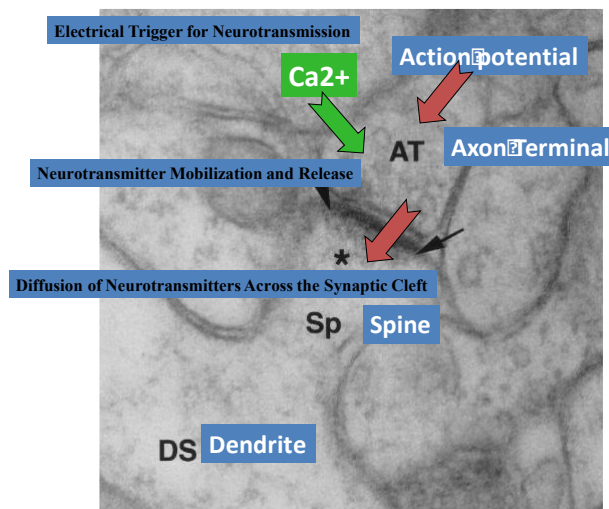 Electrical Trigger for Neurotransmission
Action potential
Ca2+
AT
Axon Terminal
Neurotransmitter Mobilization and Release
*
Diffusion of Neurotransmitters Across the Synaptic Cleft
Sp
Spine
DS
Dendrite